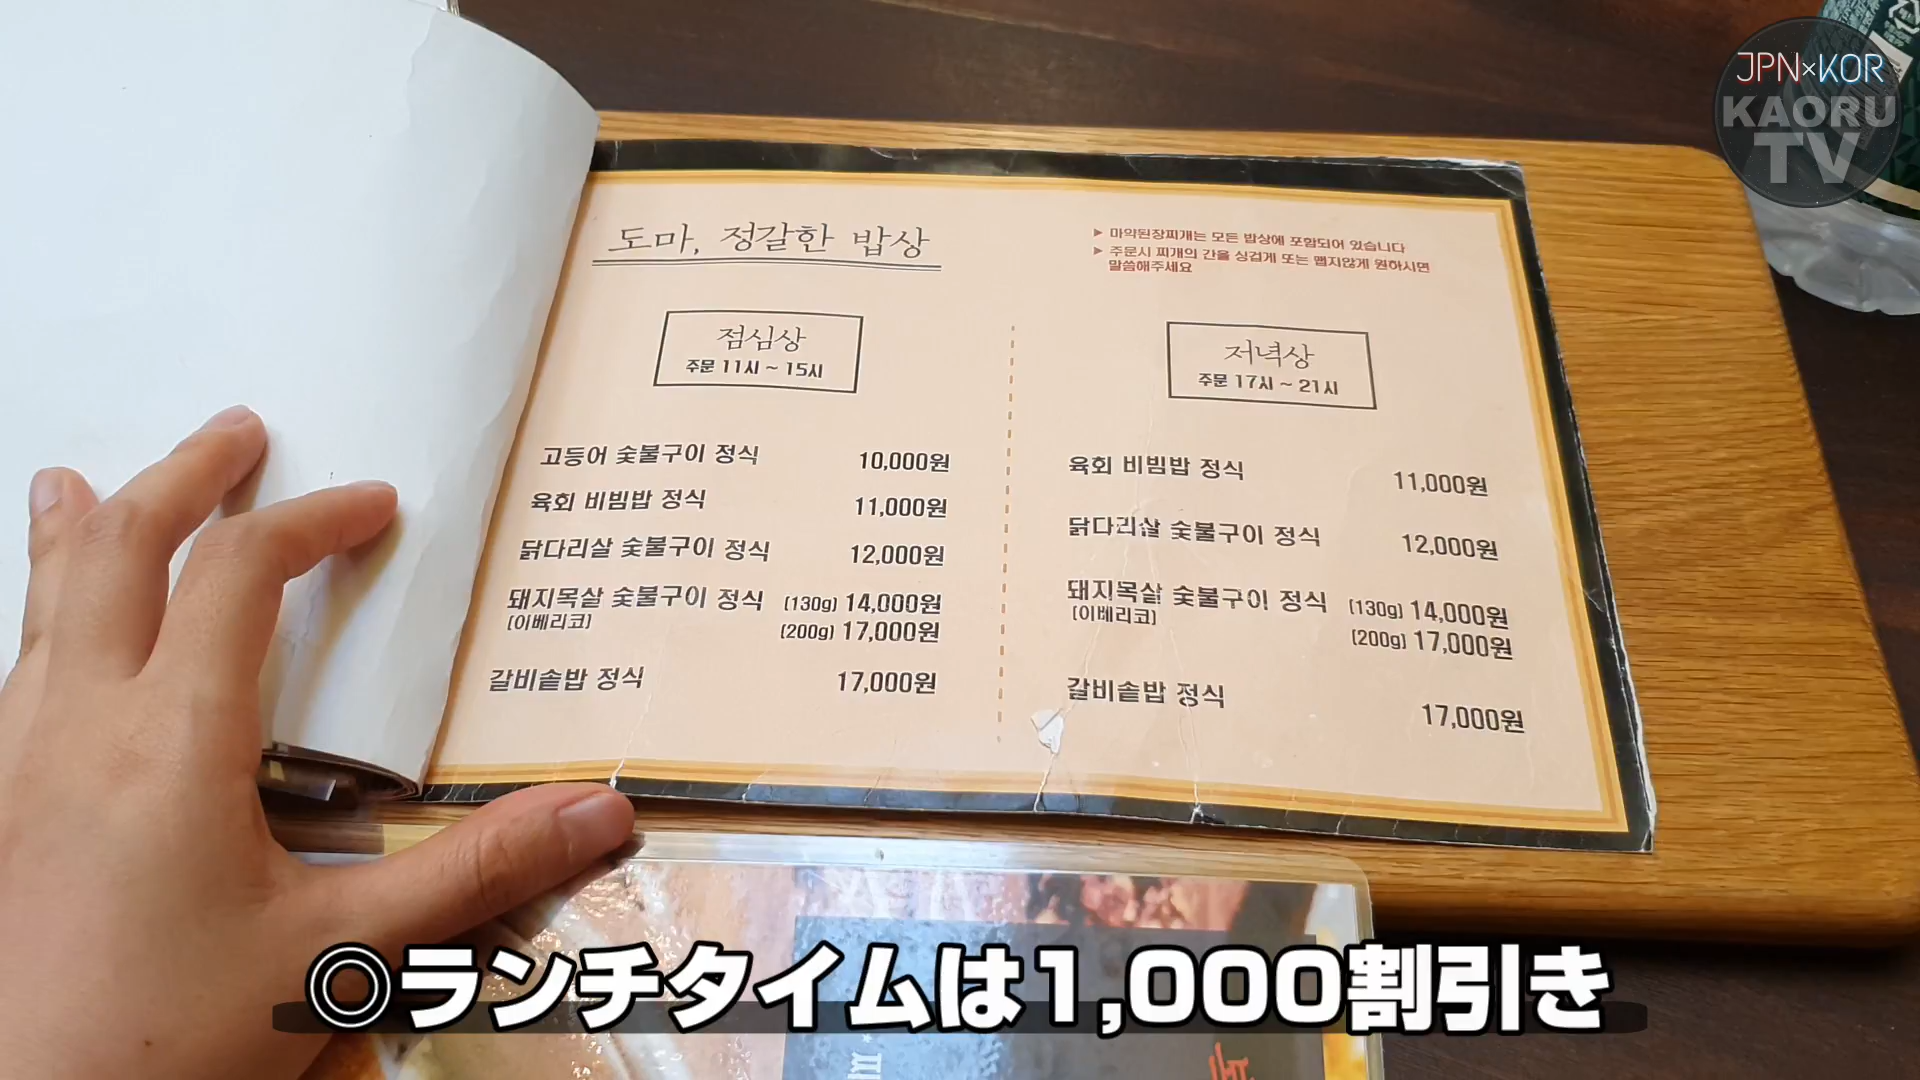 JPN×KOR
KAORU
TV
도마, 정갈한 밥상
▶ 마약된장찌개는 모든 밥상에 포함되어 있습니다
▶ 주문시 찌개의 간을 싱겁게 또는 맵지않게 원하시면
말씀해주세요
점심상
주문 11시 ~ 15시
고등어 숯불구이 정식 10,000원
육회 비빔밥 정식 11,000원
닭다리살 숯불구이 정식 12,000원
돼지목살 숯불구이 정식 (130g) 14,000원
(이베리코) (200g) 17,000원
갈비솥밥 정식 17,000원
저녁상
주문 17시 ~ 21시
육회 비빔밥 정식 11,000원
닭다리살 숯불구이 정식 12,000원
돼지목살 숯불구이 정식 (130g) 14,000원
(이베리코) (200g) 17,000원
갈비솥밥 정식 17,000원
◎ランチタイムは1,000割引き